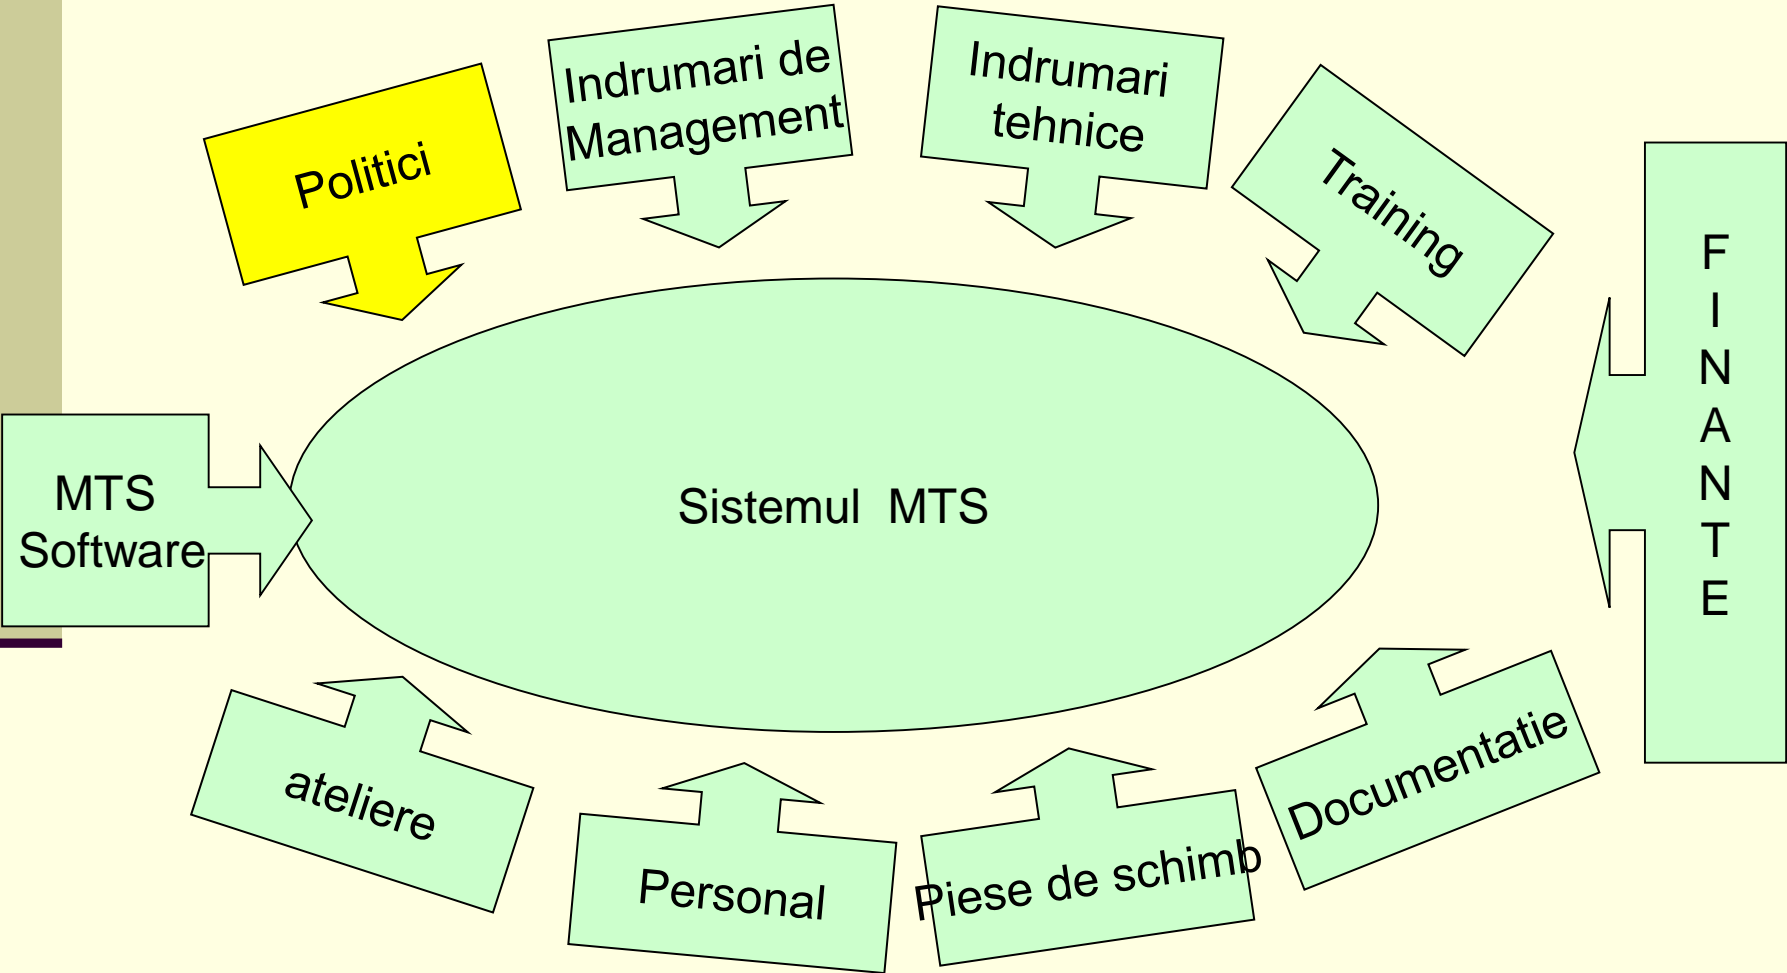 Indrumari de
Management
Indrumari
tehnice
Politici
Training
F
I
N
A
N
T
E
MTS
Software
Sistemul MTS
ateliere
Personal
Piese de schimb
Documentatie